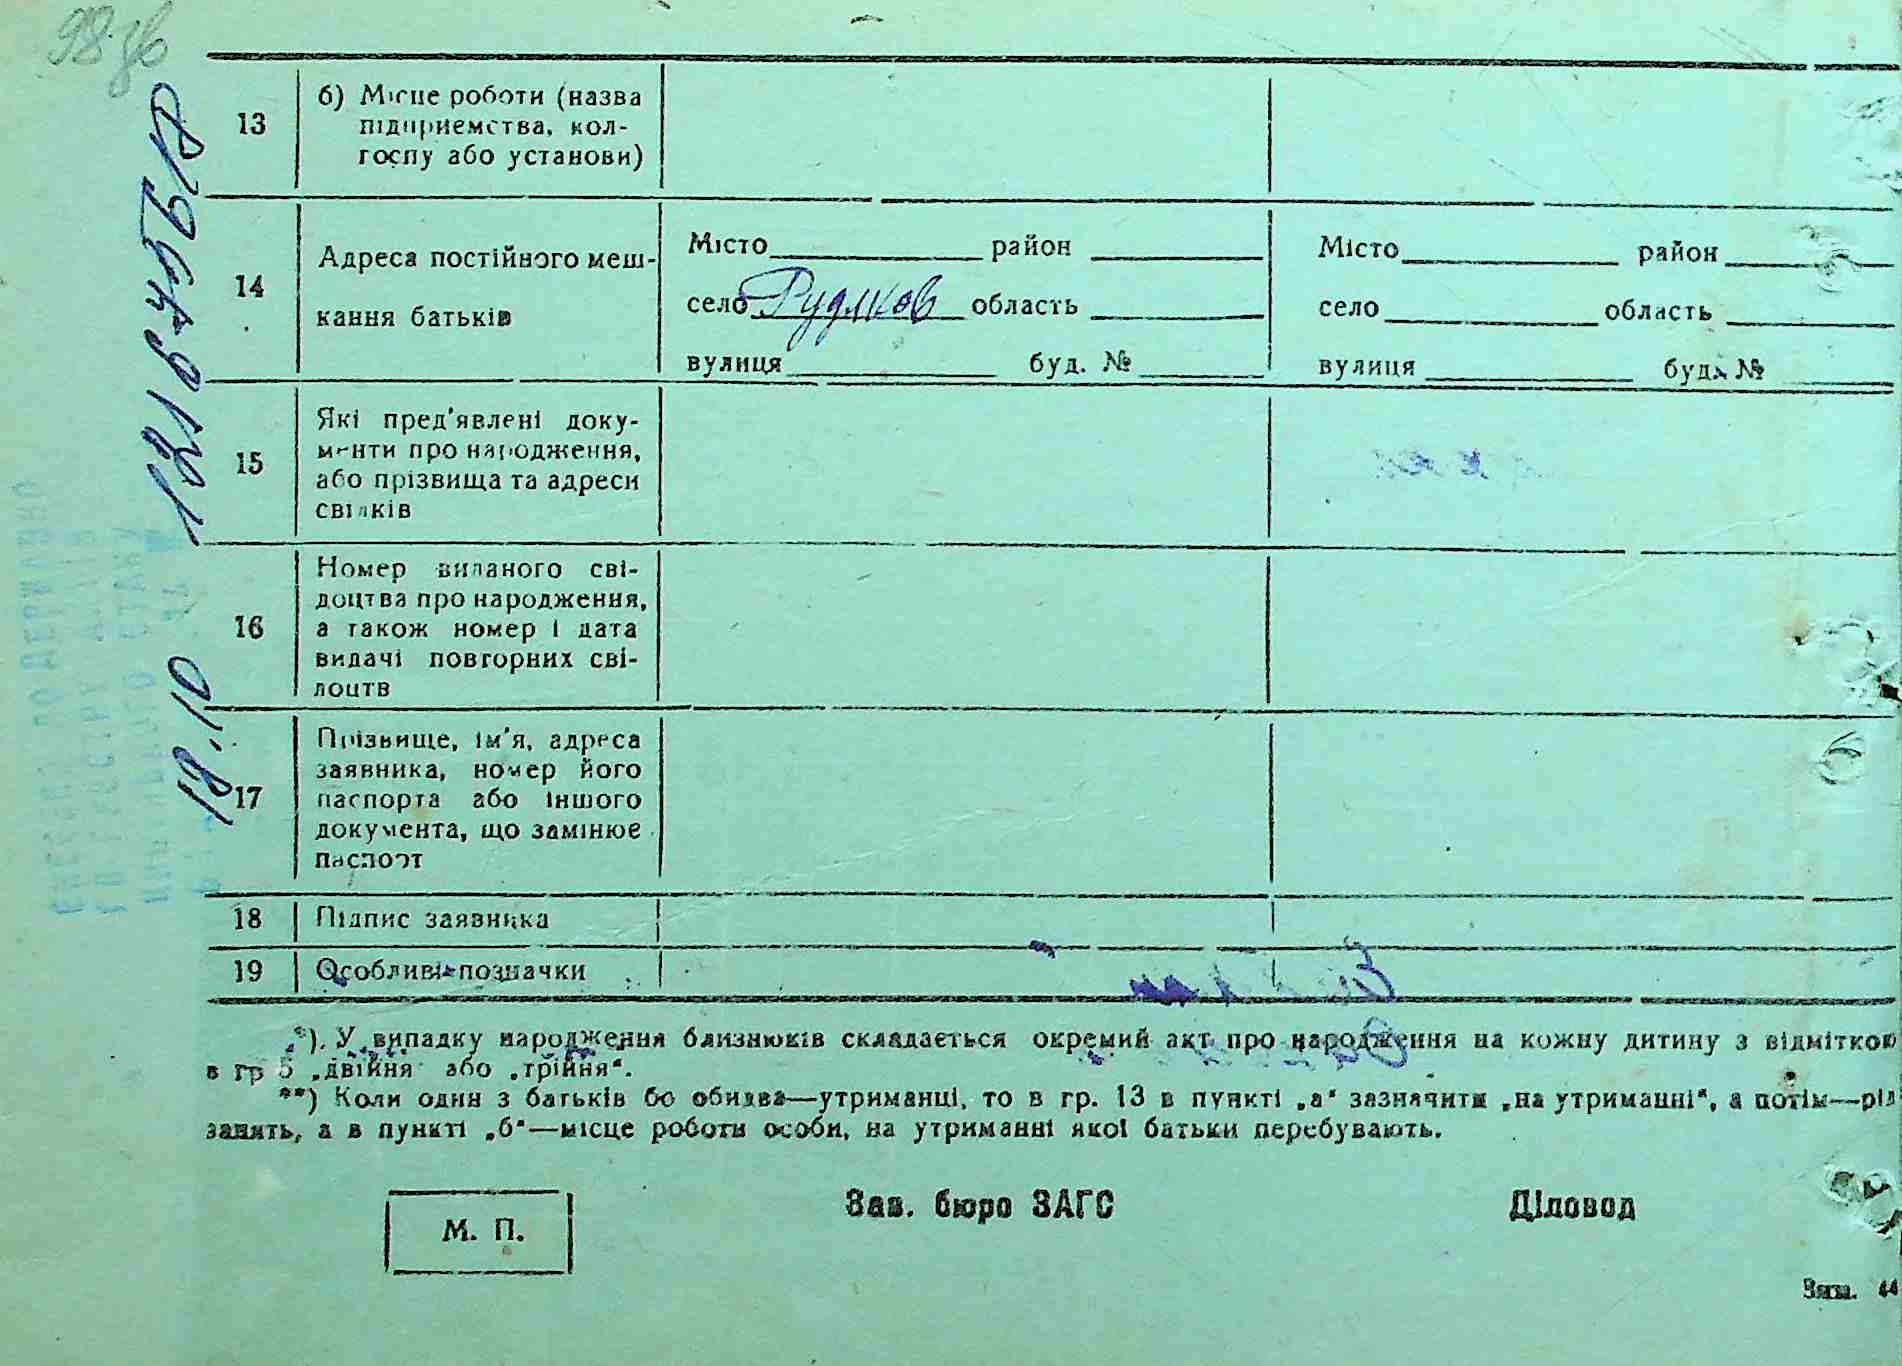 13
б) Місце роботи (назва
підприємства, кол-
госпу або установи)
14
Адреса постійного меш-
кання батьків
Місто район
село Рудмков область
вулиця буд. №
Місто район
село область
вулиця буд. №
15
Які пред'явлені доку-
менти про народження,
або прізвища та адреси
свідків
16
Номер виданого сві-
доцтва про народження,
а також номер і дата
видачі повторних сві-
доцтв
17
Прізвище, ім'я, адреса
заявника, номер його
паспорта або іншого
документа, що замінює
паспорт
18
Підпис заявника
19
Особливі позначки
*). У випадку народження близнюків складається окремий акт про народження на кожну дитину з відміткою
в гр 5 „двійня" або „трійня".
**) Коли один з батьків бо обидва—утриманці, то в гр. 13 в пункті „а" зазначити „на утриманні", а потім—рід
занять, а в пункті „б"—місце роботи особи, на утриманні якої батьки перебувають.
М. П.
Зав. бюро ЗАГС
Діловод
Зам. 44
18.10